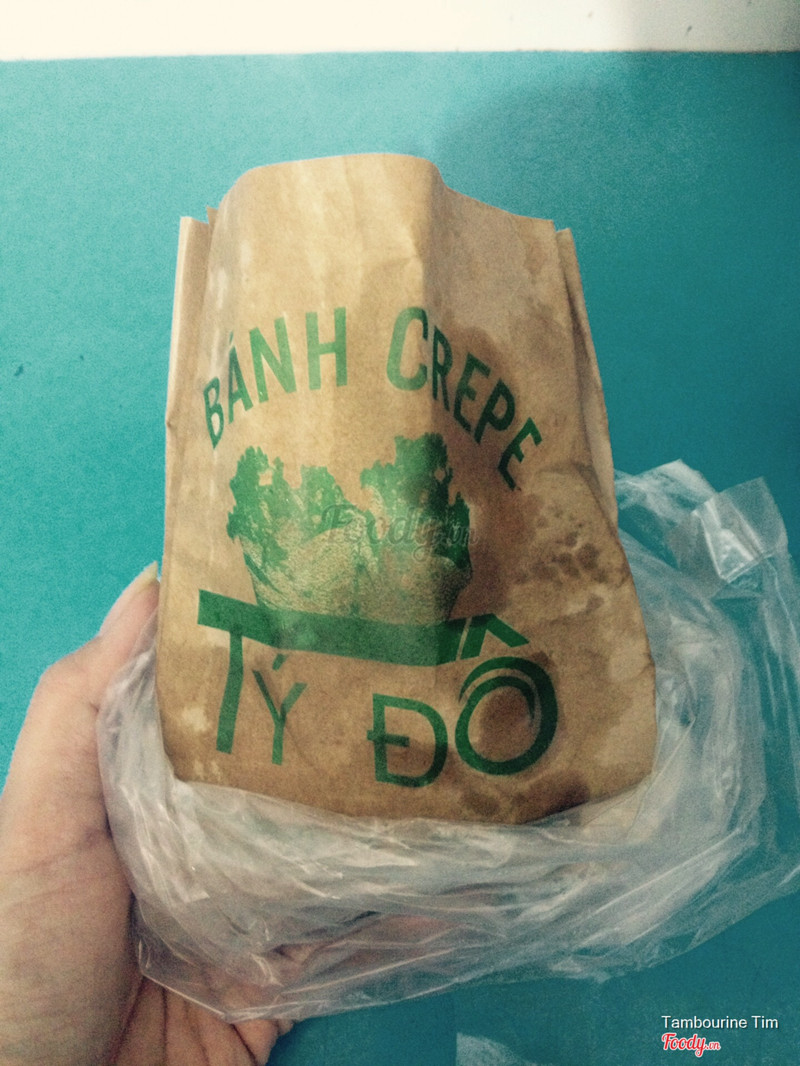 BÁNH CREPE
Foody.vn
TÝ ĐÔ
Tambourine Tim
Foody.vn